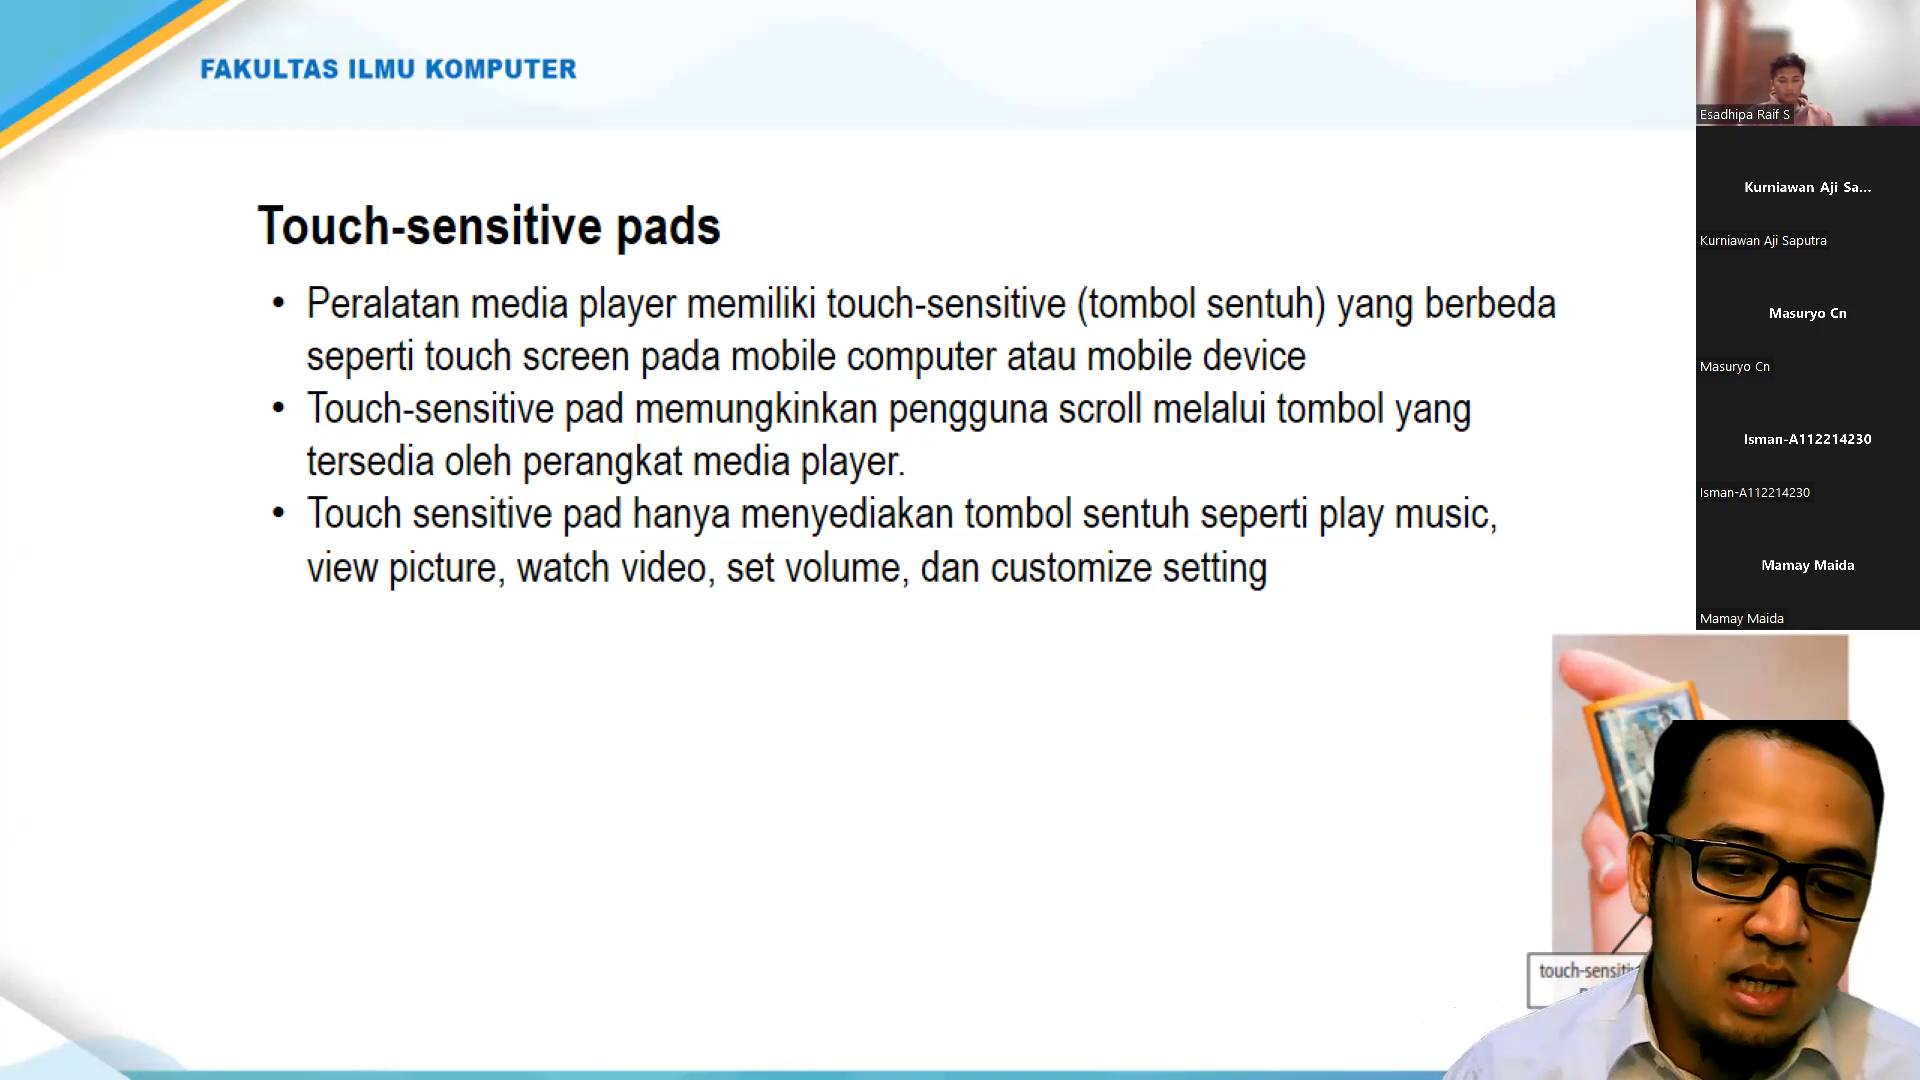 FAKULTAS ILMU KOMPUTER
Touch-sensitive pads
• Peralatan media player memiliki touch-sensitive (tombol sentuh) yang berbeda
seperti touch screen pada mobile computer atau mobile device
• Touch-sensitive pad memungkinkan pengguna scroll melalui tombol yang
tersedia oleh perangkat media player.
• Touch sensitive pad hanya menyediakan tombol sentuh seperti play music,
view picture, watch video, set volume, dan customize setting
Esadhipa Raif S
Kurniawan Aji Sa...
Kurniawan Aji Saputra
Masuryo Cn
Masuryo Cn
Isman-A112214230
Isman-A112214230
Mamay Maida
Mamay Maida